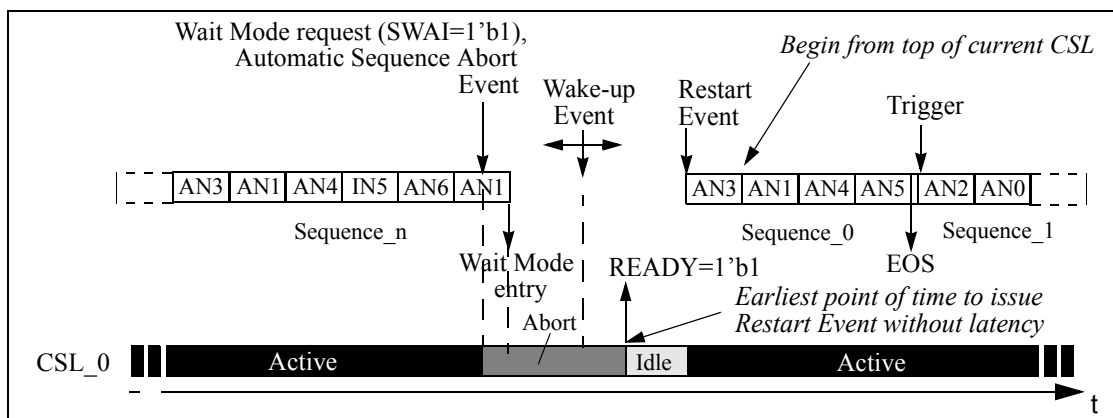 Wait Mode request (SWAI=1’b1),
Automatic Sequence Abort
Event
Wake-up
Event
Restart
Event
Begin from top of current CSL
Trigger
AN3 AN1 AN4 IN5 AN6 AN1
AN3 AN1 AN4 AN5 AN2 AN0
Sequence_n
Sequence_0
Sequence_1
Wait Mode
entry
READY=1’b1
EOS
Earliest point of time to issue
Restart Event without latency
Abort
CSL_0
Active
Idle
Active
t